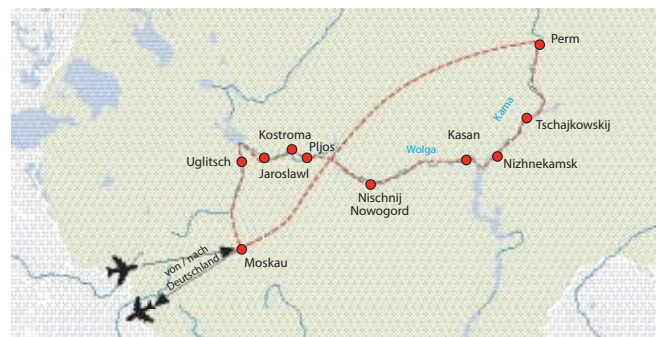 Perm
Kama
Tschajkowskij
Kostroma
Pljos
Wolga
Kasan
Uglitsch
Jaroslawl
Nizhnekamsk
Nischnij
Nowogord
von / nach
Deutschland
Moskau